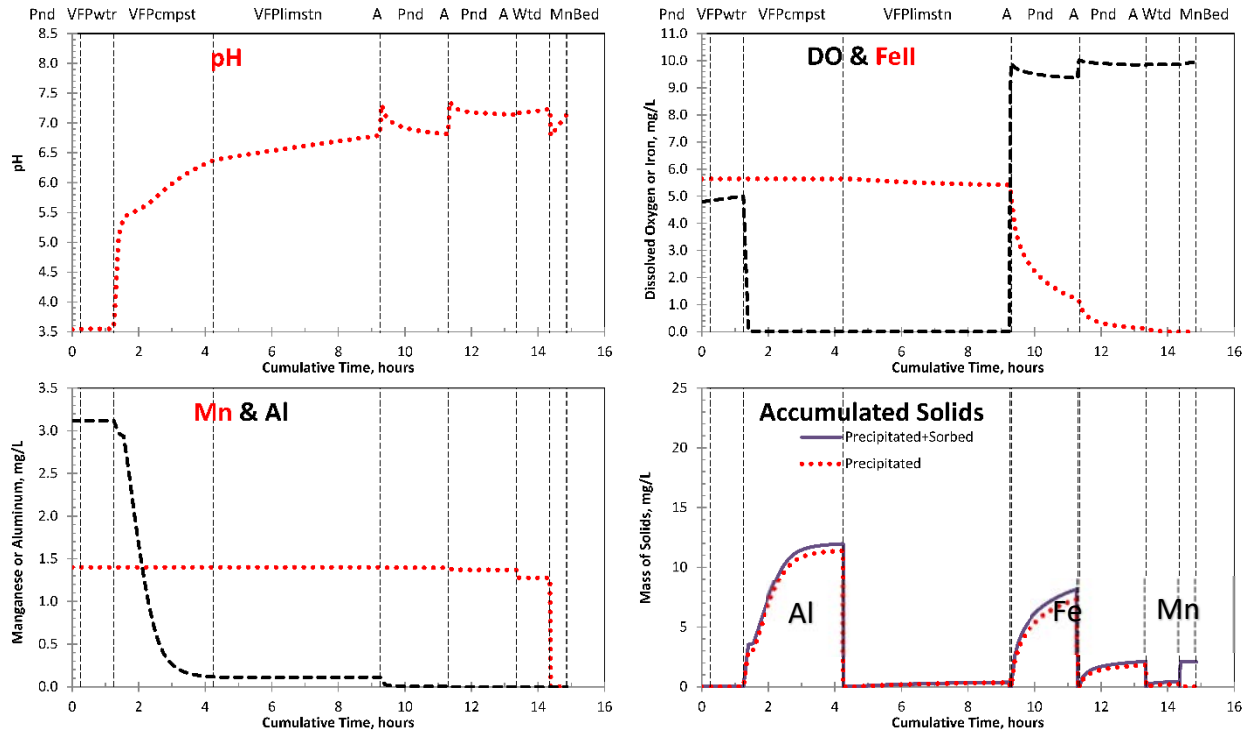 Pnd VFPwtr VFPcmpst VFPlimstn A Pnd A Pnd A Wtd MnBed
pH
8.5
8.0
7.5
7.0
6.5
6.0
5.5
5.0
4.5
4.0
3.5
pH
0 2 4 6 8 10 12 14 16
Cumulative Time, hours
Pnd VFPwtr VFPcmpst VFPlimstn A Pnd A Pnd A Wtd MnBed
DO & FeII
11.0
10.0
9.0
8.0
7.0
6.0
5.0
4.0
3.0
2.0
1.0
0.0
Dissolved Oxygen or Iron, mg/L
0 2 4 6 8 10 12 14 16
Cumulative Time, hours
Mn & Al
3.5
3.0
2.5
2.0
1.5
1.0
0.5
0.0
Manganese or Aluminum, mg/L
0 2 4 6 8 10 12 14 16
Cumulative Time, hours
Accumulated Solids
Precipitated+Sorbed
Precipitated
25
20
15
10
5
0
Mass of Solids, mg/L
Al
Fe
Mn
0 2 4 6 8 10 12 14 16
Cumulative Time, hours